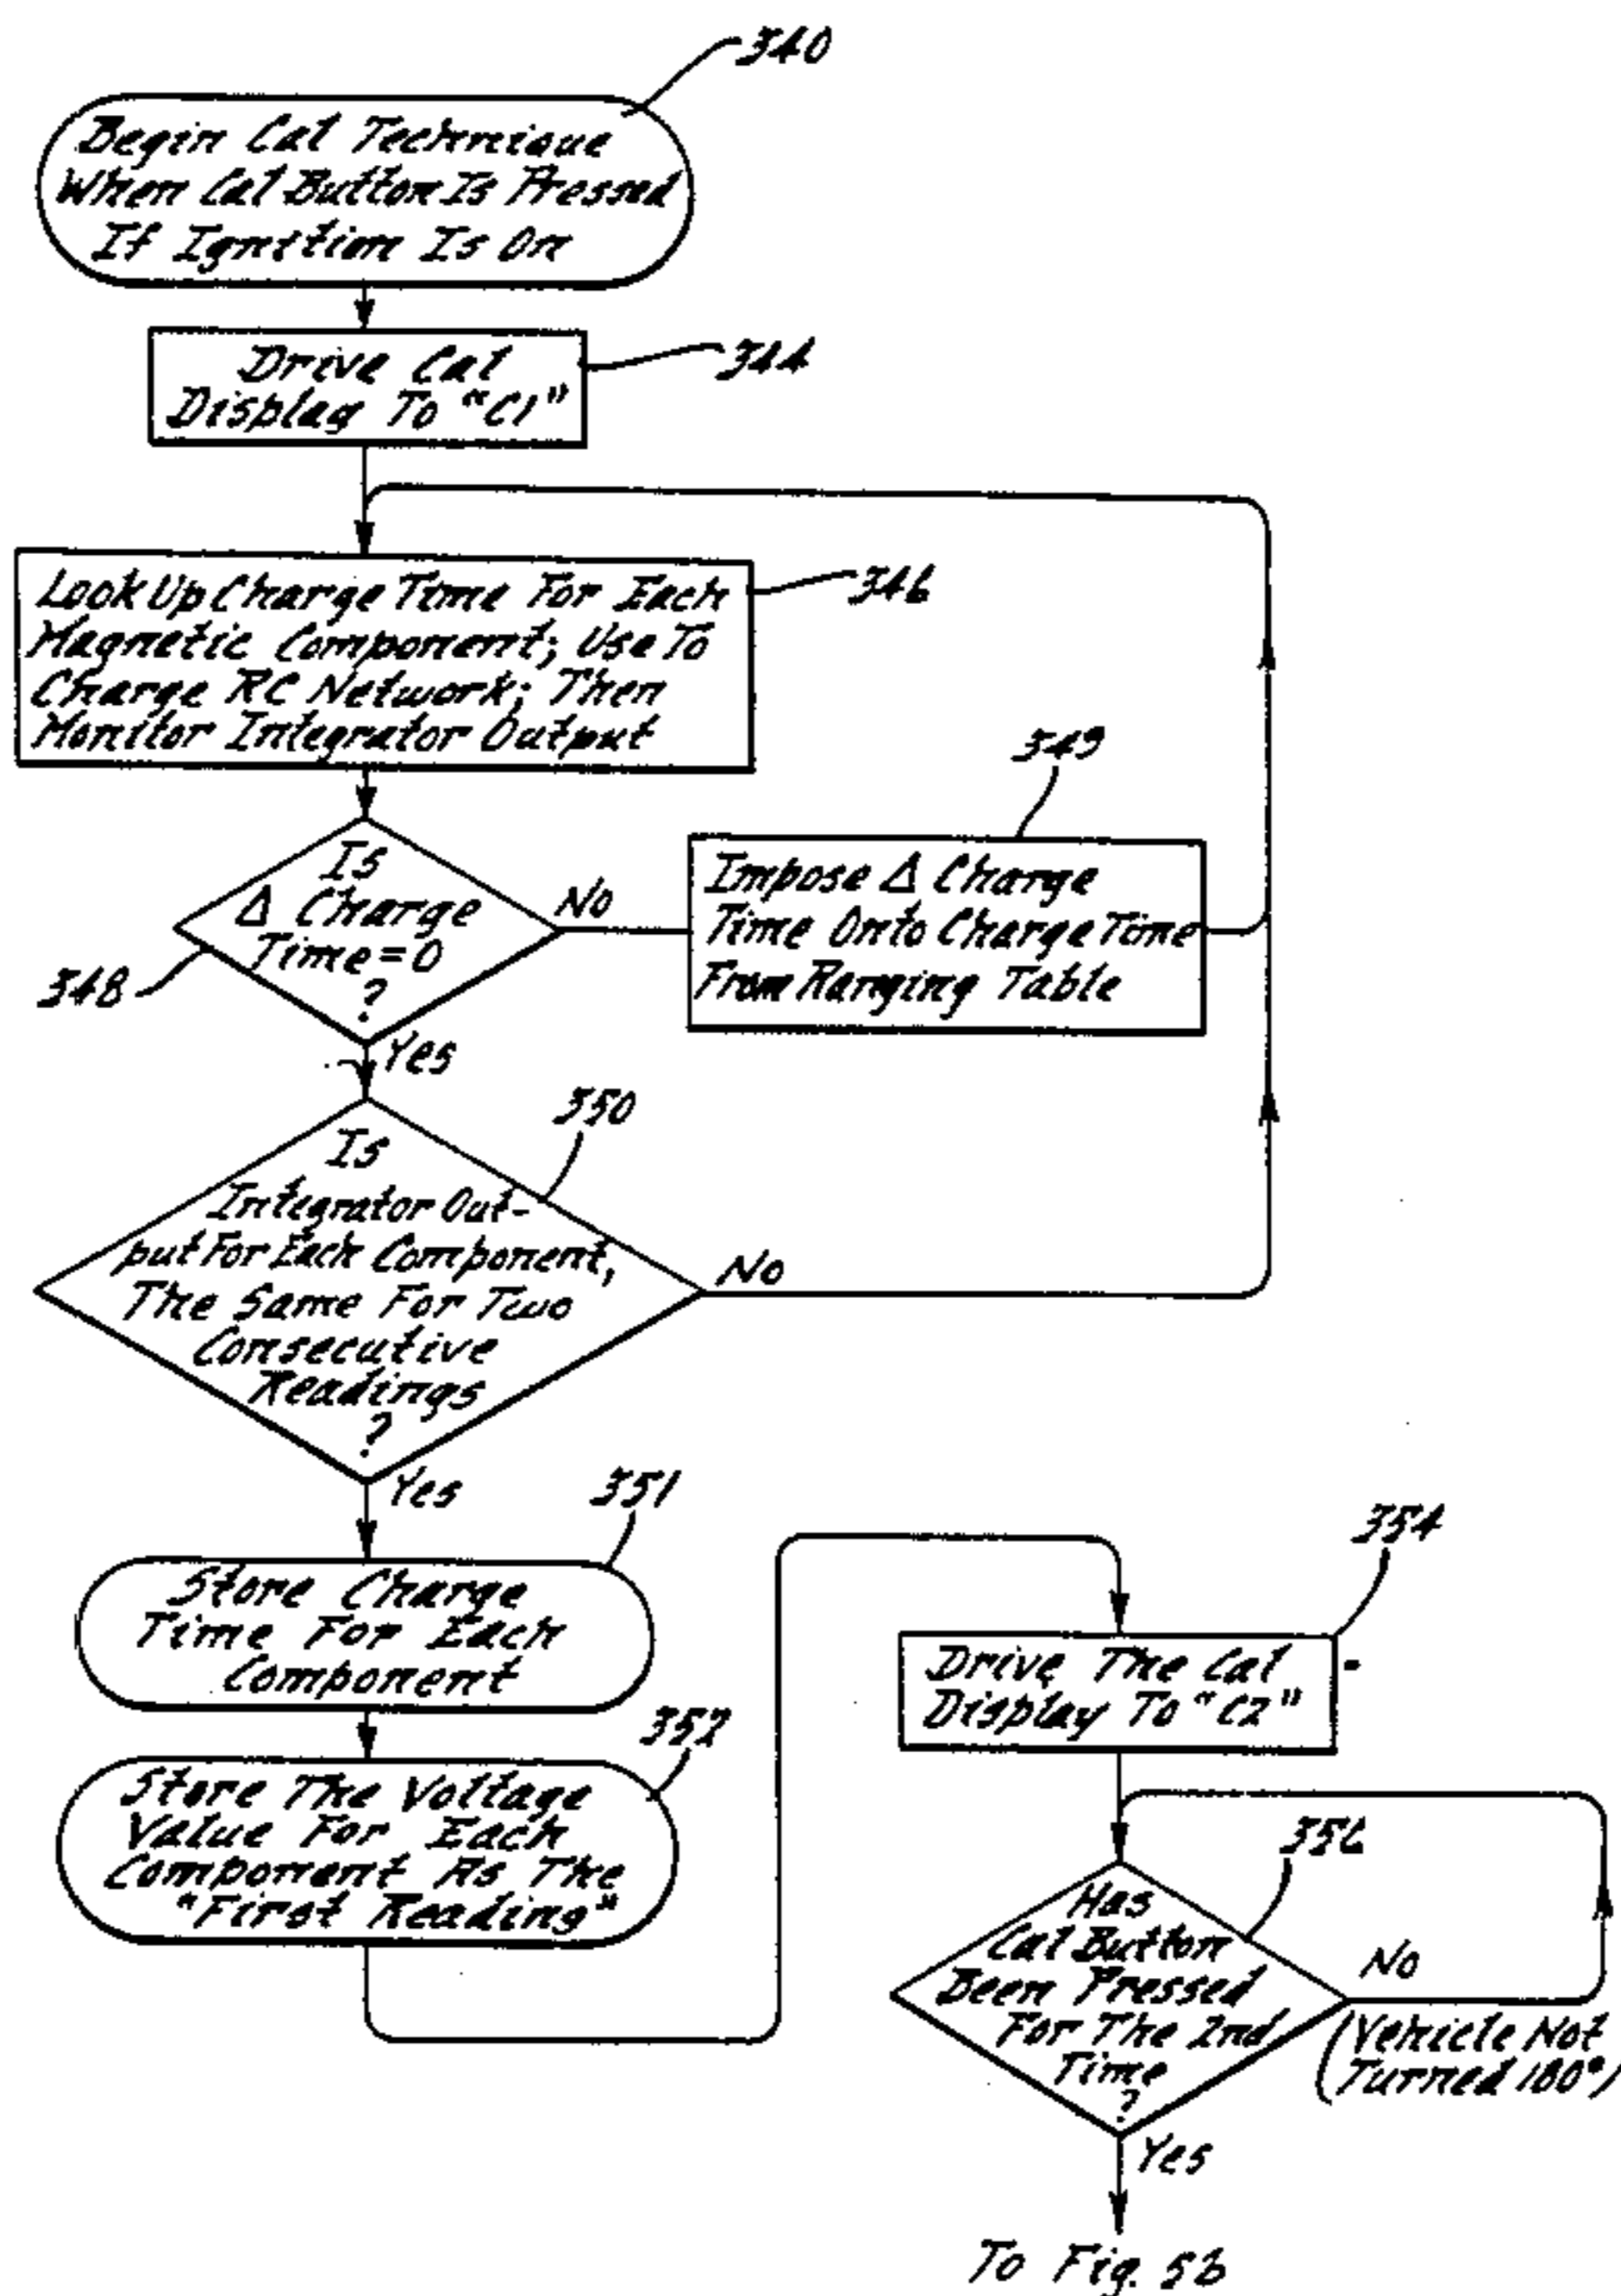 340
Begin Cal Technique
When Cal Button Is Pressed
If Ignition Is On
344
Drive Cal
Display To "C1"
346
Look Up Charge Time For Each
Magnetic Component; Use To
Charge RC Network; Then
Monitor Integrator Output
349
Impose Δ Charge
Time Onto Charge Time
From Ranging Table
Is
Δ Charge
Time = 0
?
No
348
Yes
350
Is
Integrator Out-
put For Each Component,
The Same For Two
Consecutive
Readings
?
No
Yes
351
Store Charge
Time For Each
Component
352
Store The Voltage
Value For Each
Component As The
"First Reading"
354
Drive The Cal
Display To "C2"
356
Has
Cal Button
Been Pressed
For The 2nd
Time
?
No
(Vehicle Not
Turned 180°)
Yes
To Fig. 5b